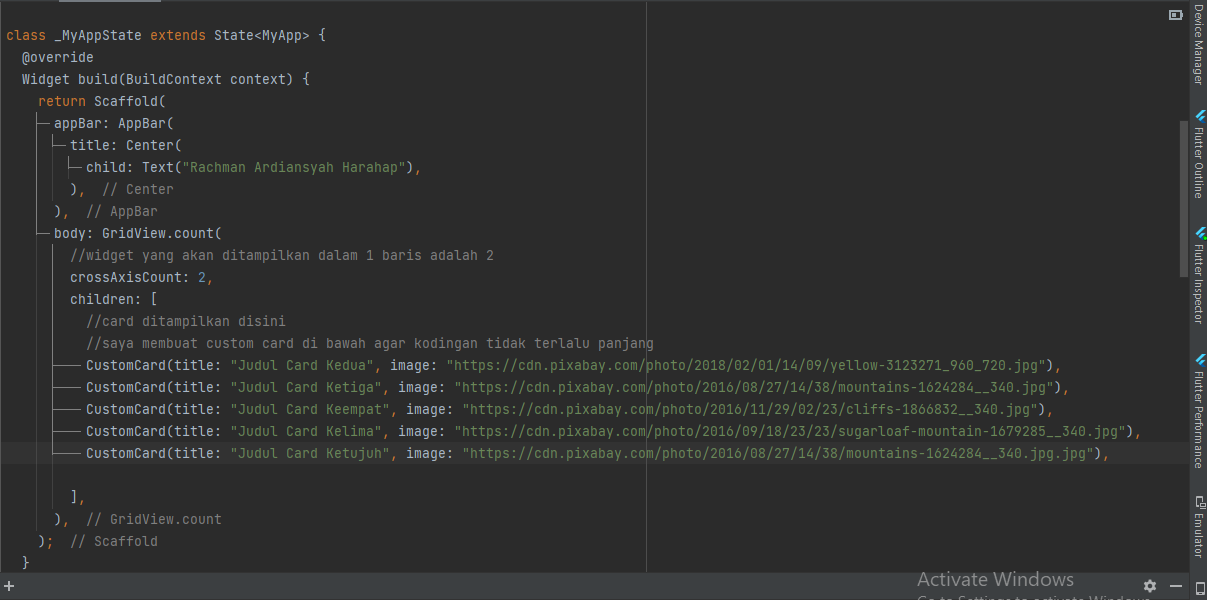 class _MyAppState extends State<MyApp> {
@override
Widget build(BuildContext context) {
return Scaffold(
appBar: AppBar(
title: Center(
child: Text("Rachman Ardiansyah Harahap"),
), // Center
), // AppBar
body: GridView.count(
//widget yang akan ditampilkan dalam 1 baris adalah 2
crossAxisCount: 2,
children: [
//card ditampilkan disini
//saya membuat custom card di bawah agar kodingan tidak terlalu panjang
CustomCard(title: "Judul Card Kedua", image: "https://cdn.pixabay.com/photo/2018/02/01/14/09/yellow-3123271_960_720.jpg"),
CustomCard(title: "Judul Card Ketiga", image: "https://cdn.pixabay.com/photo/2016/08/27/14/38/mountains-1624284__340.jpg"),
CustomCard(title: "Judul Card Keempat", image: "https://cdn.pixabay.com/photo/2016/11/29/02/23/cliffs-1866832__340.jpg"),
CustomCard(title: "Judul Card Kelima", image: "https://cdn.pixabay.com/photo/2016/09/18/23/23/sugarloaf-mountain-1679285__340.jpg"),
CustomCard(title: "Judul Card Ketujuh", image: "https://cdn.pixabay.com/photo/2016/08/27/14/38/mountains-1624284__340.jpg.jpg"),
],
), // GridView.count
); // Scaffold
}
Device Manager
Flutter Outline
Flutter Inspector
Flutter Performance
Emulator
Activate Windows
Go to Settings to activate Windows.